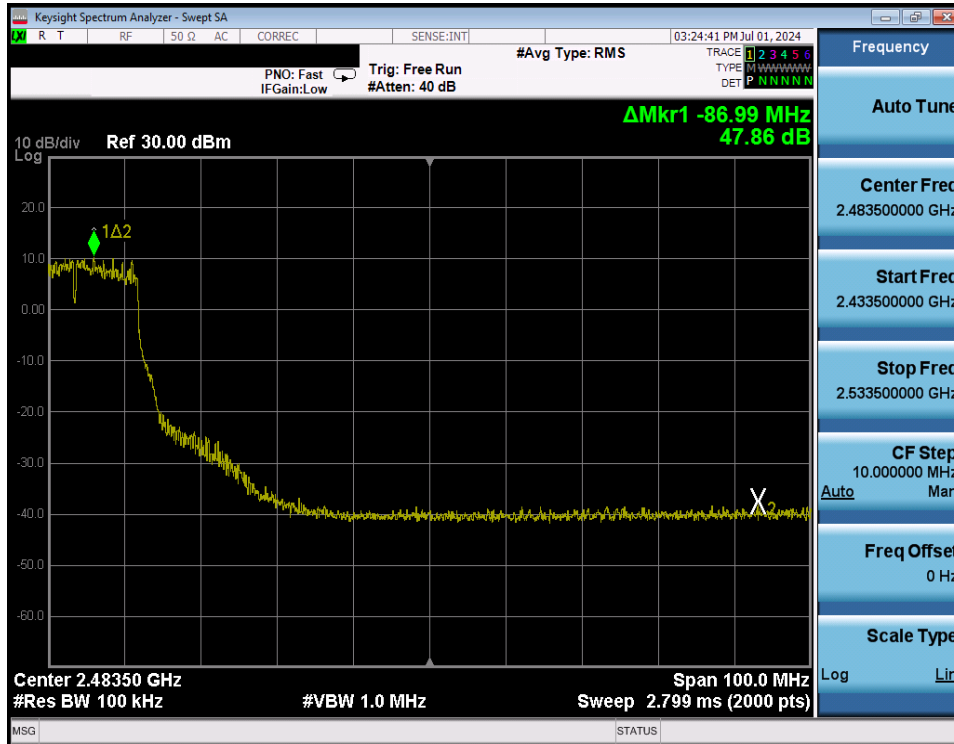 Keysight Spectrum Analyzer - Swept SA
LXI R T RF 50 Ω AC CORREC SENSE:INT 03:24:41 PM Jul 01, 2024
#Avg Type: RMS
TRACE 1 2 3 4 5 6
TYPE M W W W W W
DET P N N N N N
PNO: Fast Trig: Free Run
IFGain:Low #Atten: 40 dB
ΔMkr1 -86.99 MHz
47.86 dB
10 dB/div Ref 30.00 dBm
Log
20.0
10.0
0.00
-10.0
-20.0
-30.0
-40.0
-50.0
-60.0
1Δ2
X2
Center 2.48350 GHz Span 100.0 MHz
#Res BW 100 kHz #VBW 1.0 MHz Sweep 2.799 ms (2000 pts)
MSG STATUS
Frequency
Auto Tune
Center Freq
2.483500000 GHz
Start Freq
2.433500000 GHz
Stop Freq
2.533500000 GHz
CF Step
10.000000 MHz
Auto Man
Freq Offset
0 Hz
Scale Type
Log Lin